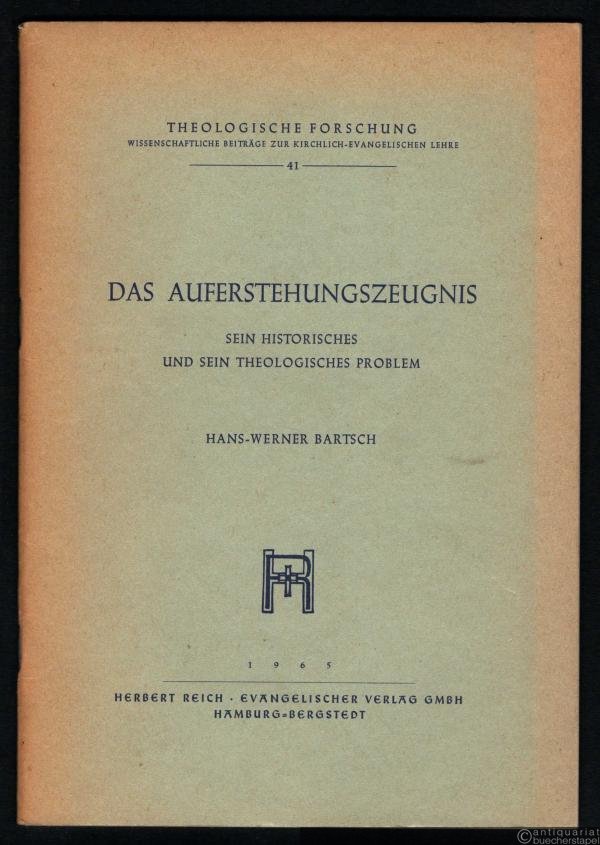 THEOLOGISCHE FORSCHUNG
WISSENSCHAFTLICHE BEITRÄGE ZUR KIRCHLICH-EVANGELISCHEN LEHRE
41
DAS AUFERSTEHUNGSZEUGNIS
SEIN HISTORISCHES
UND SEIN THEOLOGISCHES PROBLEM
HANS-WERNER BARTSCH
HR
1965
HERBERT REICH · EVANGELISCHER VERLAG GMBH
HAMBURG=BERGSTEDT
©antiquariat
buecherstapel